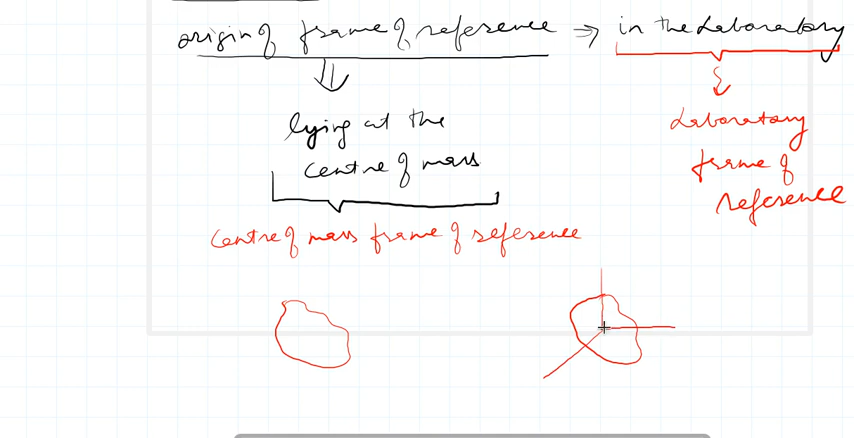 origin of frame of reference ⇒ in the Laboratory
⇓
lying at the
centre of mass
centre of mass frame of reference
Laboratory
frame of
reference